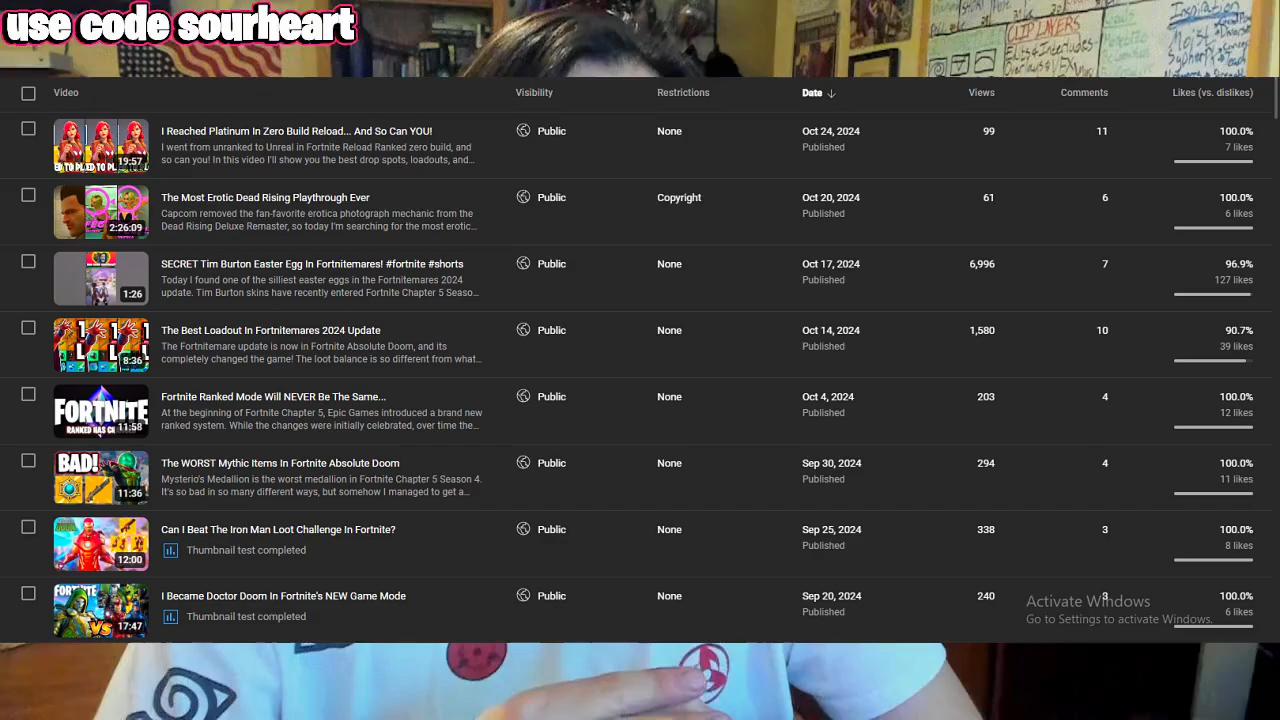 use code sourheart
CLIP LAYERS
Inspiration
Video Visibility Restrictions Date Views Comments Likes (vs. dislikes)
I Reached Platinum In Zero Build Reload... And So Can YOU! Public None Oct 24, 2024 99 11 100.0%
I went from unranked to Unreal in Fortnite Reload Ranked zero build, and Published 7 likes
so can you! In this video I'll show you the best drop spots, loadouts, and...
19:57
The Most Erotic Dead Rising Playthrough Ever Public Copyright Oct 20, 2024 61 6 100.0%
Capcom removed the fan-favorite erotica photograph mechanic from the Published 6 likes
Dead Rising Deluxe Remaster, so today I'm searching for the most erotic...
2:26:09
SECRET Tim Burton Easter Egg In Fortnitemares! #fortnite #shorts Public None Oct 17, 2024 6,996 7 96.9%
Today I found one of the silliest easter eggs in the Fortnitemares 2024 Published 127 likes
update. Tim Burton skins have recently entered Fortnite Chapter 5 Seaso...
1:26
The Best Loadout In Fortnitemares 2024 Update Public None Oct 14, 2024 1,580 10 90.7%
The Fortnitemare update is now in Fortnite Absolute Doom, and its Published 39 likes
completely changed the game! The loot balance is so different from what...
8:36
Fortnite Ranked Mode Will NEVER Be The Same... Public None Oct 4, 2024 203 4 100.0%
At the beginning of Fortnite Chapter 5, Epic Games introduced a brand new Published 12 likes
ranked system. While the changes were initially celebrated, over time the...
FORTNITE
11:58
The WORST Mythic Items In Fortnite Absolute Doom Public None Sep 30, 2024 294 4 100.0%
Mysterio's Medallion is the worst medallion in Fortnite Chapter 5 Season 4. Published 11 likes
It's so bad in so many different ways, but somehow I managed to get a...
BAD!
11:36
Can I Beat The Iron Man Loot Challenge In Fortnite? Public None Sep 25, 2024 338 3 100.0%
Thumbnail test completed Published 8 likes
12:00
I Became Doctor Doom In Fortnite's NEW Game Mode Public None Sep 20, 2024 240 100.0%
Thumbnail test completed Published 6 likes
FORTNITE
VS
17:47
Activate Windows
Go to Settings to activate Windows.